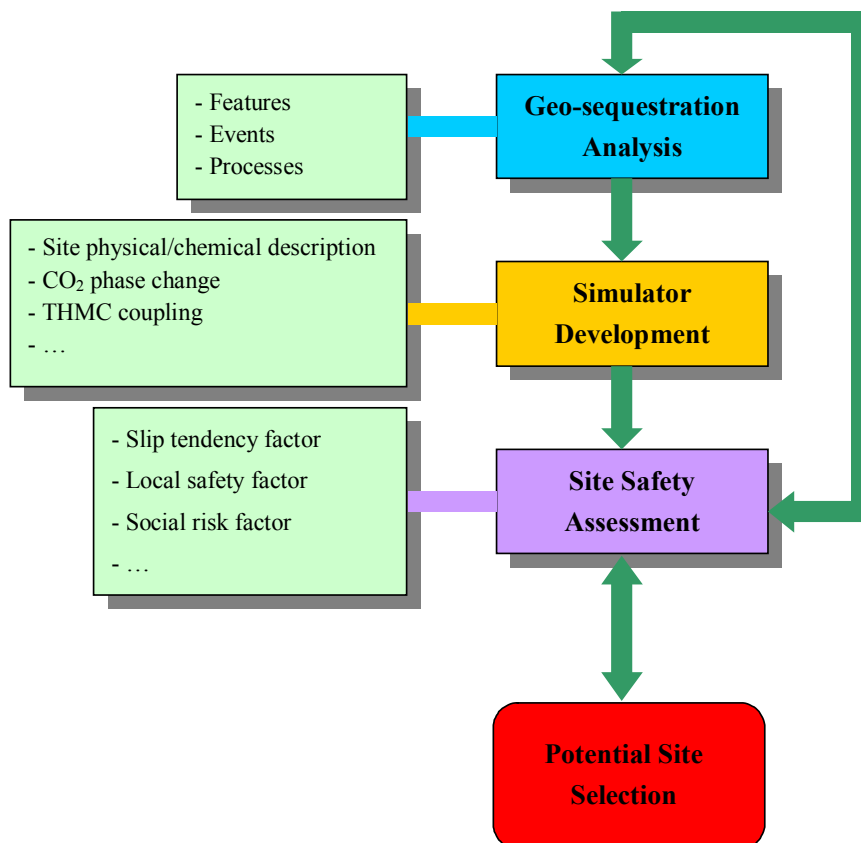 - Features
- Events
- Processes
Geo-sequestration
Analysis
- Site physical/chemical description
- CO₂ phase change
- THMC coupling
- …
Simulator
Development
- Slip tendency factor
- Local safety factor
- Social risk factor
- …
Site Safety
Assessment
Potential Site
Selection